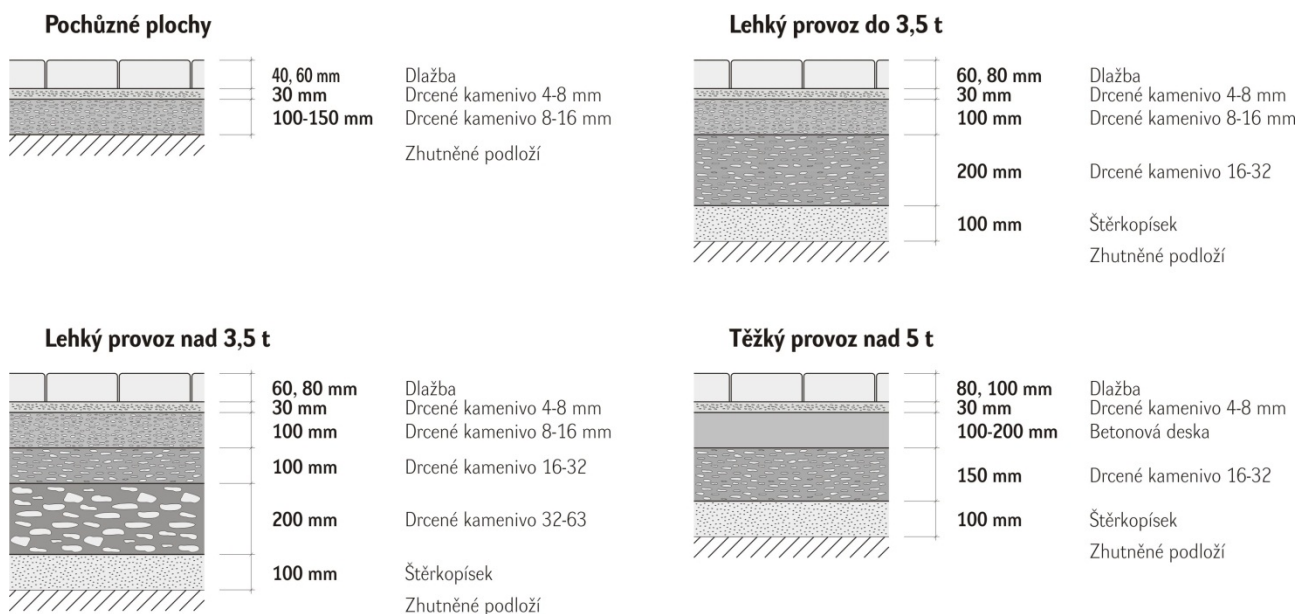 Pochůzné plochy
40, 60 mm Dlažba
30 mm Drcené kamenivo 4-8 mm
100-150 mm Drcené kamenivo 8-16 mm
Zhutněné podloží
Lehký provoz do 3,5 t
60, 80 mm Dlažba
30 mm Drcené kamenivo 4-8 mm
100 mm Drcené kamenivo 8-16 mm
200 mm Drcené kamenivo 16-32
100 mm Štěrkopísek
Zhutněné podloží
Lehký provoz nad 3,5 t
60, 80 mm Dlažba
30 mm Drcené kamenivo 4-8 mm
100 mm Drcené kamenivo 8-16 mm
100 mm Drcené kamenivo 16-32
200 mm Drcené kamenivo 32-63
100 mm Štěrkopísek
Zhutněné podloží
Těžký provoz nad 5 t
80, 100 mm Dlažba
30 mm Drcené kamenivo 4-8 mm
100-200 mm Betonová deska
150 mm Drcené kamenivo 16-32
100 mm Štěrkopísek
Zhutněné podloží